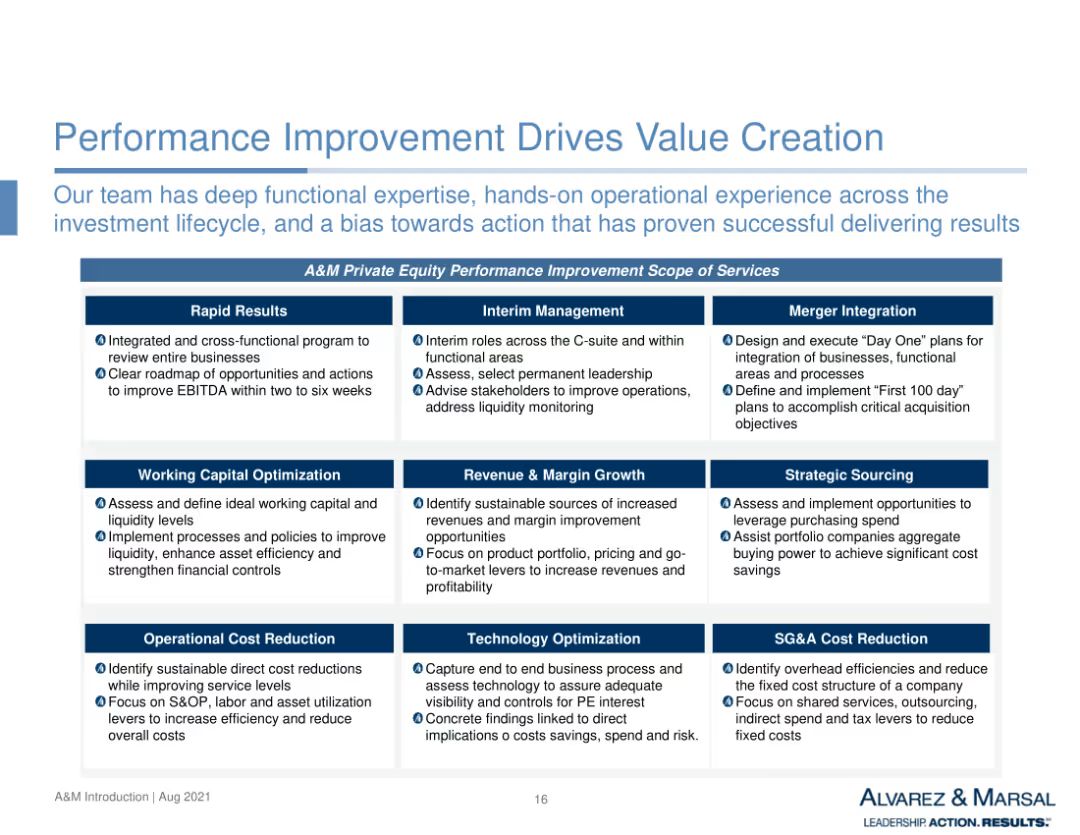 Performance Improvement Drives Value Creation
Our team has deep functional expertise, hands-on operational experience across the
investment lifecycle, and a bias towards action that has proven successful delivering results
A&M Private Equity Performance Improvement Scope of Services
Rapid Results
Integrated and cross-functional program to
review entire businesses
Clear roadmap of opportunities and actions
to improve EBITDA within two to six weeks
Interim Management
Interim roles across the C-suite and within
functional areas
Assess, select permanent leadership
Advise stakeholders to improve operations,
address liquidity monitoring
Merger Integration
Design and execute “Day One” plans for
integration of businesses, functional
areas and processes
Define and implement “First 100 day”
plans to accomplish critical acquisition
objectives
Working Capital Optimization
Assess and define ideal working capital and
liquidity levels
Implement processes and policies to improve
liquidity, enhance asset efficiency and
strengthen financial controls
Revenue & Margin Growth
Identify sustainable sources of increased
revenues and margin improvement
opportunities
Focus on product portfolio, pricing and go-
to-market levers to increase revenues and
profitability
Strategic Sourcing
Assess and implement opportunities to
leverage purchasing spend
Assist portfolio companies aggregate
buying power to achieve significant cost
savings
Operational Cost Reduction
Identify sustainable direct cost reductions
while improving service levels
Focus on S&OP, labor and asset utilization
levers to increase efficiency and reduce
overall costs
Technology Optimization
Capture end to end business process and
assess technology to assure adequate
visibility and controls for PE interest
Concrete findings linked to direct
implications o costs savings, spend and risk.
SG&A Cost Reduction
Identify overhead efficiencies and reduce
the fixed cost structure of a company
Focus on shared services, outsourcing,
indirect spend and tax levers to reduce
fixed costs
A&M Introduction | Aug 2021
16
ALVAREZ & MARSAL
LEADERSHIP. ACTION. RESULTS.℠